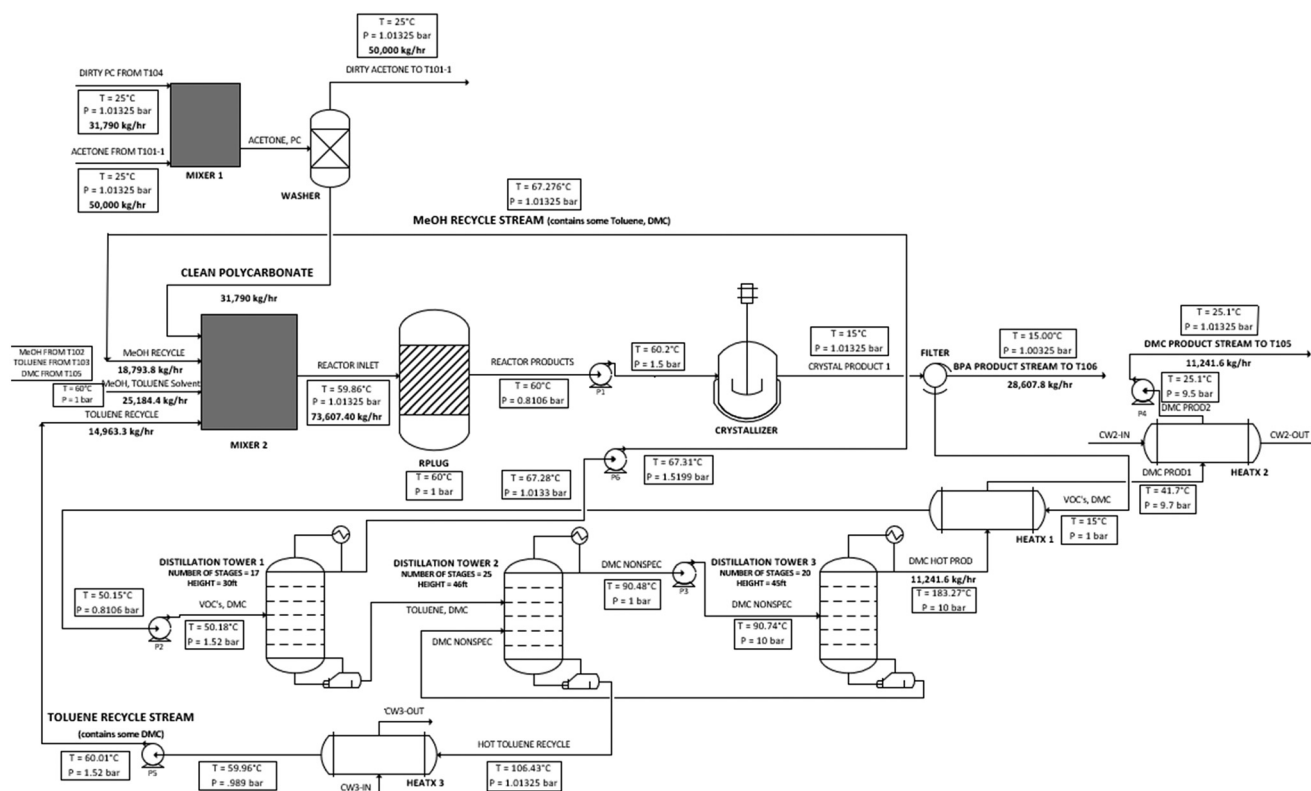 T = 25°C
P = 1.01325 bar
50,000 kg/hr
DIRTY ACETONE TO T101-1
DIRTY PC FROM T104
T = 25°C
P = 1.01325 bar
31,790 kg/hr
ACETONE FROM T101-1
T = 25°C
P = 1.01325 bar
50,000 kg/hr
MIXER 1
ACETONE, PC
WASHER
T = 67.276°C
P = 1.01325 bar
MeOH RECYCLE STREAM (contains some Toluene, DMC)
CLEAN POLYCARBONATE
31,790 kg/hr
MeOH FROM T102
TOLUENE FROM T103
DMC FROM T105
T = 60°C
P = 1 bar
MeOH RECYCLE
18,793.8 kg/hr
MeOH, TOLUENE Solvent
25,184.4 kg/hr
TOLUENE RECYCLE
14,963.3 kg/hr
MIXER 2
REACTOR INLET
T = 59.86°C
P = 1.01325 bar
73,607.40 kg/hr
RPLUG
T = 60°C
P = 1 bar
REACTOR PRODUCTS
T = 60°C
P = 0.8106 bar
P1
T = 60.2°C
P = 1.5 bar
CRYSTALLIZER
T = 15°C
P = 1.01325 bar
CRYSTAL PRODUCT 1
FILTER
T = 15.00°C
P = 1.00325 bar
BPA PRODUCT STREAM TO T106
28,607.8 kg/hr
T = 25.1°C
P = 1.01325 bar
DMC PRODUCT STREAM TO T105
11,241.6 kg/hr
T = 25.1°C
P = 9.5 bar
P4
DMC PROD2
CW2-IN
CW2-OUT
HEATX 2
DMC PROD1
T = 41.7°C
P = 9.7 bar
VOC's, DMC
T = 15°C
P = 1 bar
HEATX 1
T = 67.28°C
P = 1.0133 bar
P6
T = 67.31°C
P = 1.5199 bar
DISTILLATION TOWER 1
NUMBER OF STAGES = 17
HEIGHT = 30ft
DISTILLATION TOWER 2
NUMBER OF STAGES = 25
HEIGHT = 46ft
DISTILLATION TOWER 3
NUMBER OF STAGES = 20
HEIGHT = 45ft
DMC HOT PROD
11,241.6 kg/hr
T = 183.27°C
P = 10 bar
T = 50.15°C
P = 0.8106 bar
P2
VOC's, DMC
T = 50.18°C
P = 1.52 bar
TOLUENE, DMC
DMC NONSPEC
DMC NONSPEC
T = 90.48°C
P = 1 bar
P3
DMC NONSPEC
T = 90.74°C
P = 10 bar
TOLUENE RECYCLE STREAM
(contains some DMC)
T = 60.01°C
P = 1.52 bar
P5
T = 59.96°C
P = .989 bar
CW3-OUT
CW3-IN
HEATX 3
HOT TOLUENE RECYCLE
T = 106.43°C
P = 1.01325 bar